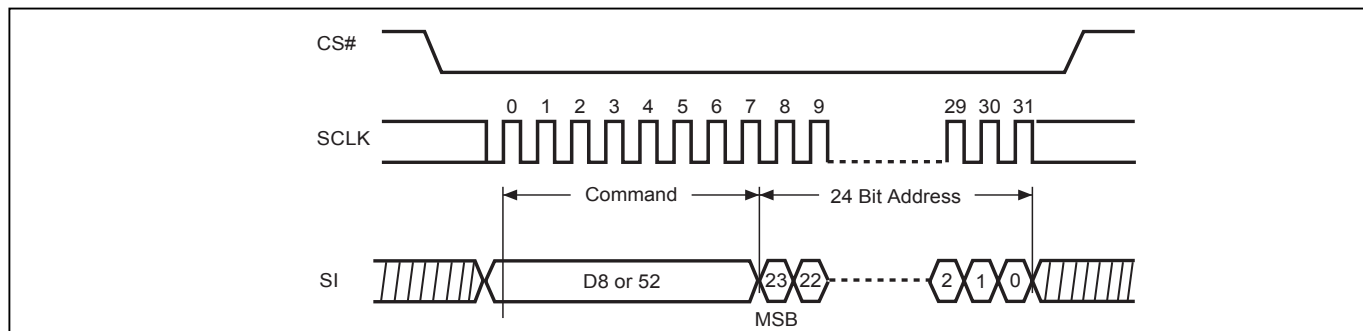 CS#
0 1 2 3 4 5 6 7 8 9 29 30 31
SCLK
Command 24 Bit Address
SI D8 or 52 23 22 2 1 0
MSB